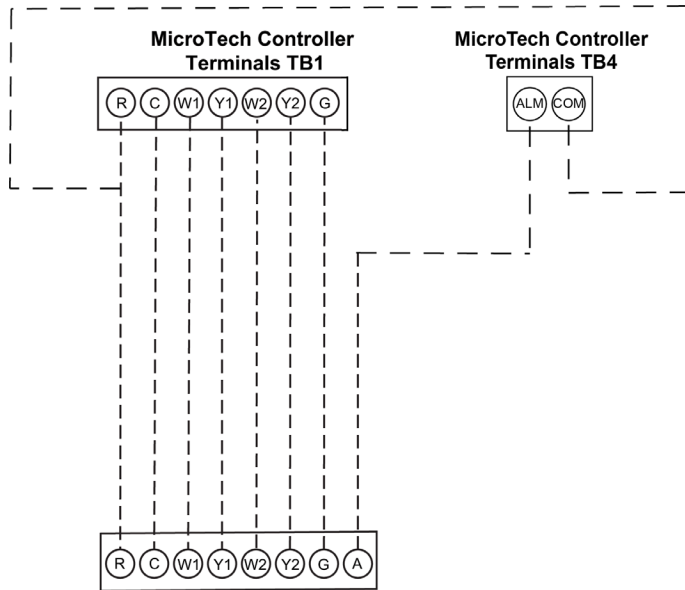 MicroTech Controller
Terminals TB1
MicroTech Controller
Terminals TB4
R C W1 Y1 W2 Y2 G
ALM COM
R C W1 Y1 W2 Y2 G A